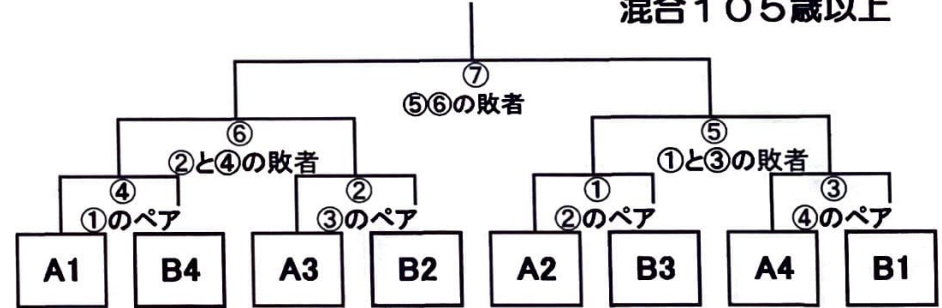 混合１０５歳以上
⑦
⑤⑥の敗者
⑥
②と④の敗者
⑤
①と③の敗者
④
①のペア
②
③のペア
①
②のペア
③
④のペア
A1
B4
A3
B2
A2
B3
A4
B1